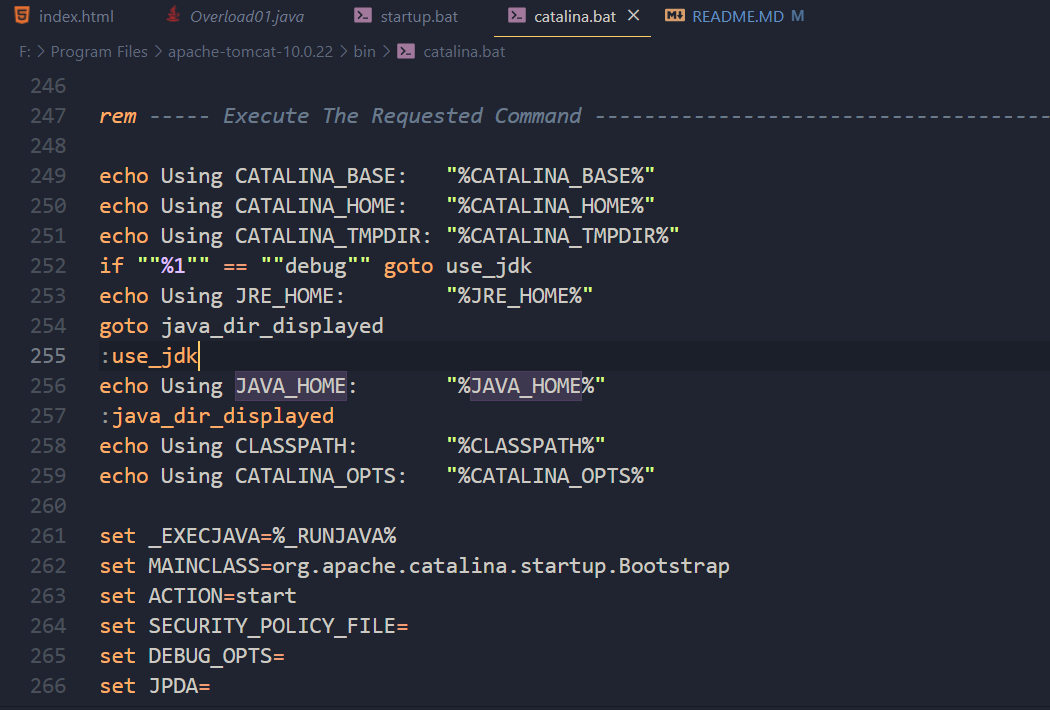 index.html Overload01.java startup.bat catalina.bat README.MD M
F: > Program Files > apache-tomcat-10.0.22 > bin > catalina.bat
246
247 rem ----- Execute The Requested Command -------------------------------------
248
249 echo Using CATALINA_BASE:   "%CATALINA_BASE%"
250 echo Using CATALINA_HOME:   "%CATALINA_HOME%"
251 echo Using CATALINA_TMPDIR: "%CATALINA_TMPDIR%"
252 if ""%1"" == ""debug"" goto use_jdk
253 echo Using JRE_HOME:        "%JRE_HOME%"
254 goto java_dir_displayed
255 :use_jdk
256 echo Using JAVA_HOME:       "%JAVA_HOME%"
257 :java_dir_displayed
258 echo Using CLASSPATH:       "%CLASSPATH%"
259 echo Using CATALINA_OPTS:   "%CATALINA_OPTS%"
260
261 set _EXECJAVA=%_RUNJAVA%
262 set MAINCLASS=org.apache.catalina.startup.Bootstrap
263 set ACTION=start
264 set SECURITY_POLICY_FILE=
265 set DEBUG_OPTS=
266 set JPDA=